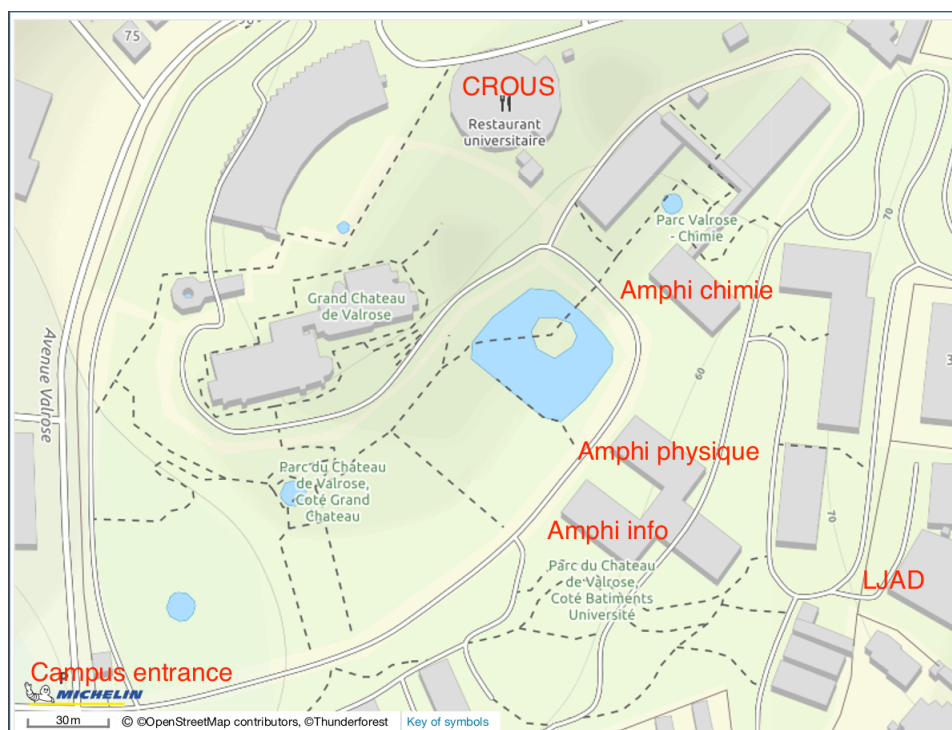 75
CROUS
Restaurant
universitaire
70
Parc Valrose
- Chimie
Amphi chimie
Grand Chateau
de Valrose
Avenue Valrose
60
3
Amphi physique
Parc du Château
de Valrose,
Coté Grand
Chateau
70
Amphi info
Parc du Chateau
de Valrose,
Coté Batiments
Université
LJAD
Campus entrance
P
MICHELIN
30 m
© ©OpenStreetMap contributors, ©Thunderforest
Key of symbols